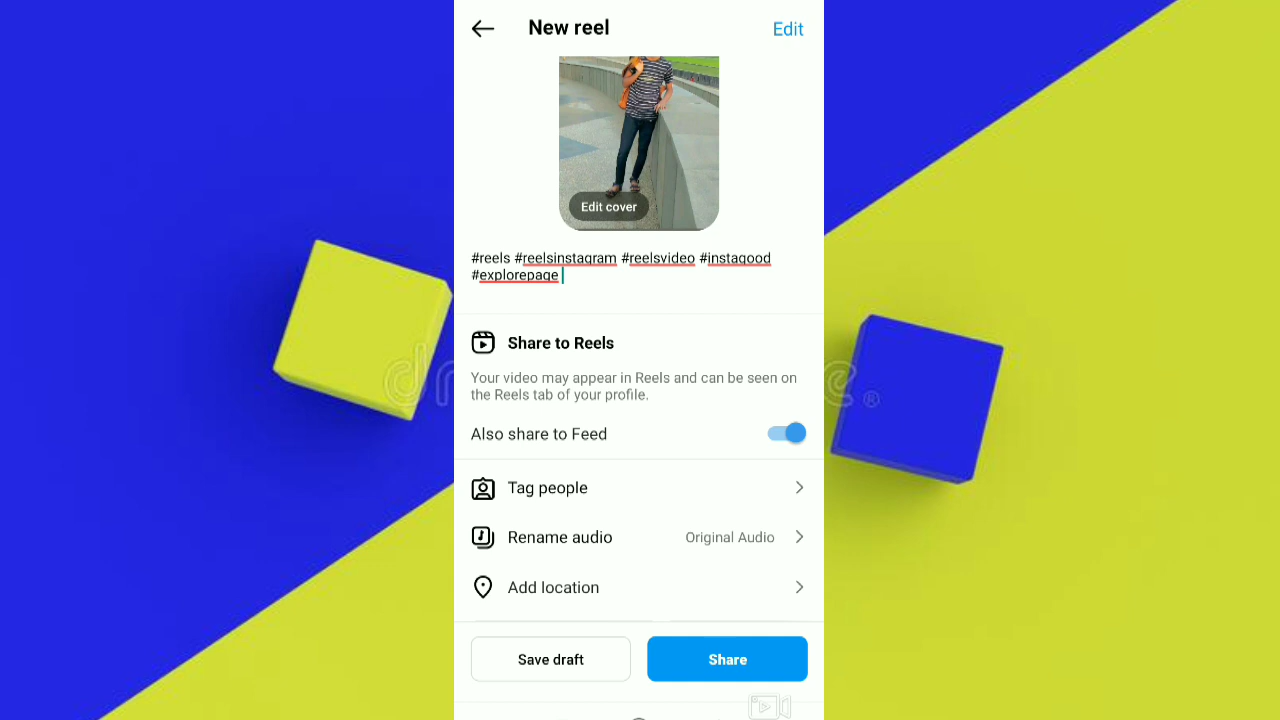 New reel
Edit
Edit cover
#reels #reelsinstagram #reelsvideo #instagood
#explorepage
Share to Reels
Your video may appear in Reels and can be seen on
the Reels tab of your profile.
Also share to Feed
Tag people
Rename audio
Original Audio
Add location
Save draft
Share